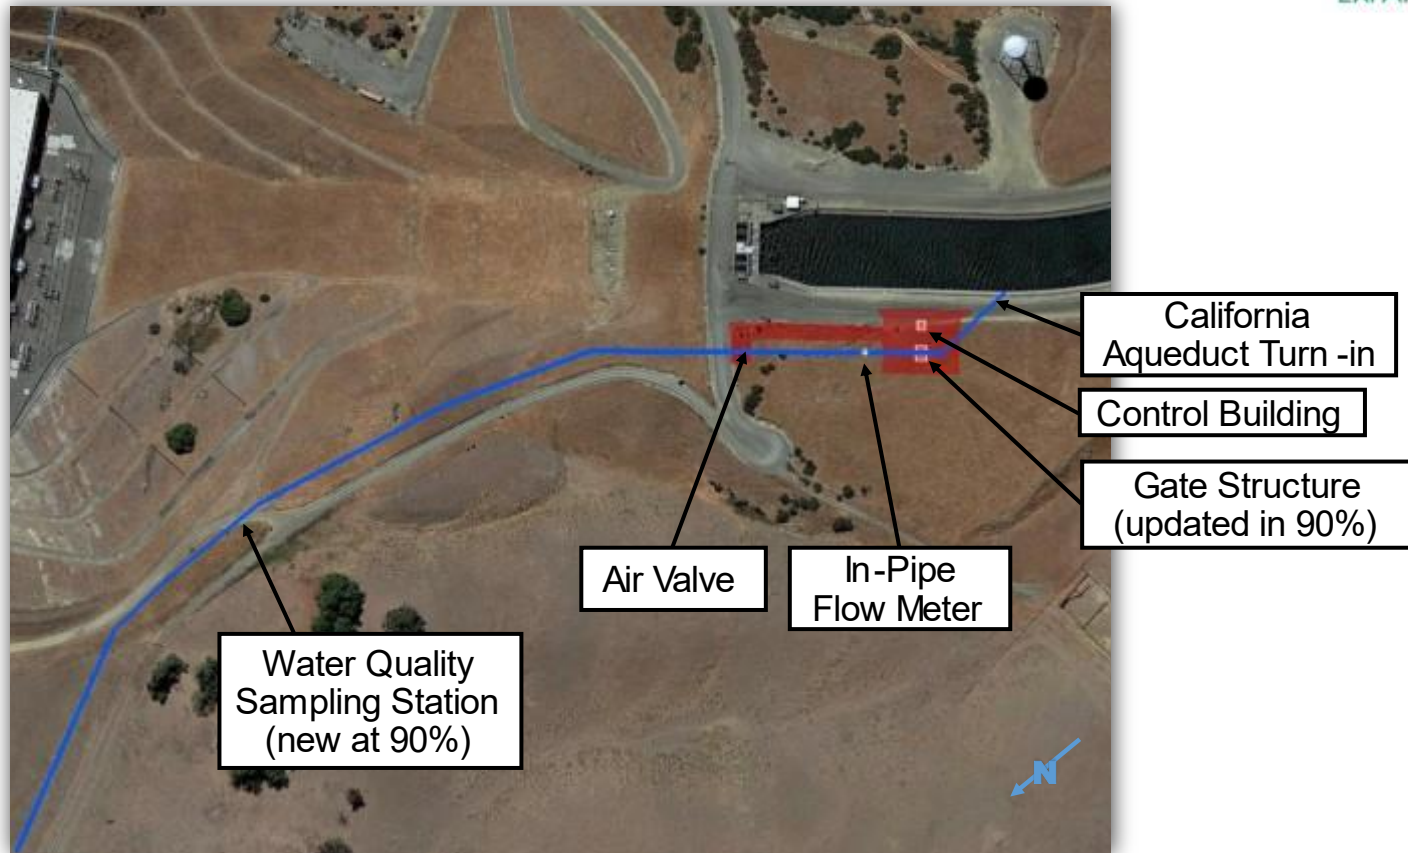 California
Aqueduct Turn -in
Control Building
Gate Structure
(updated in 90%)
Air Valve
In-Pipe
Flow Meter
Water Quality
Sampling Station
(new at 90%)
N